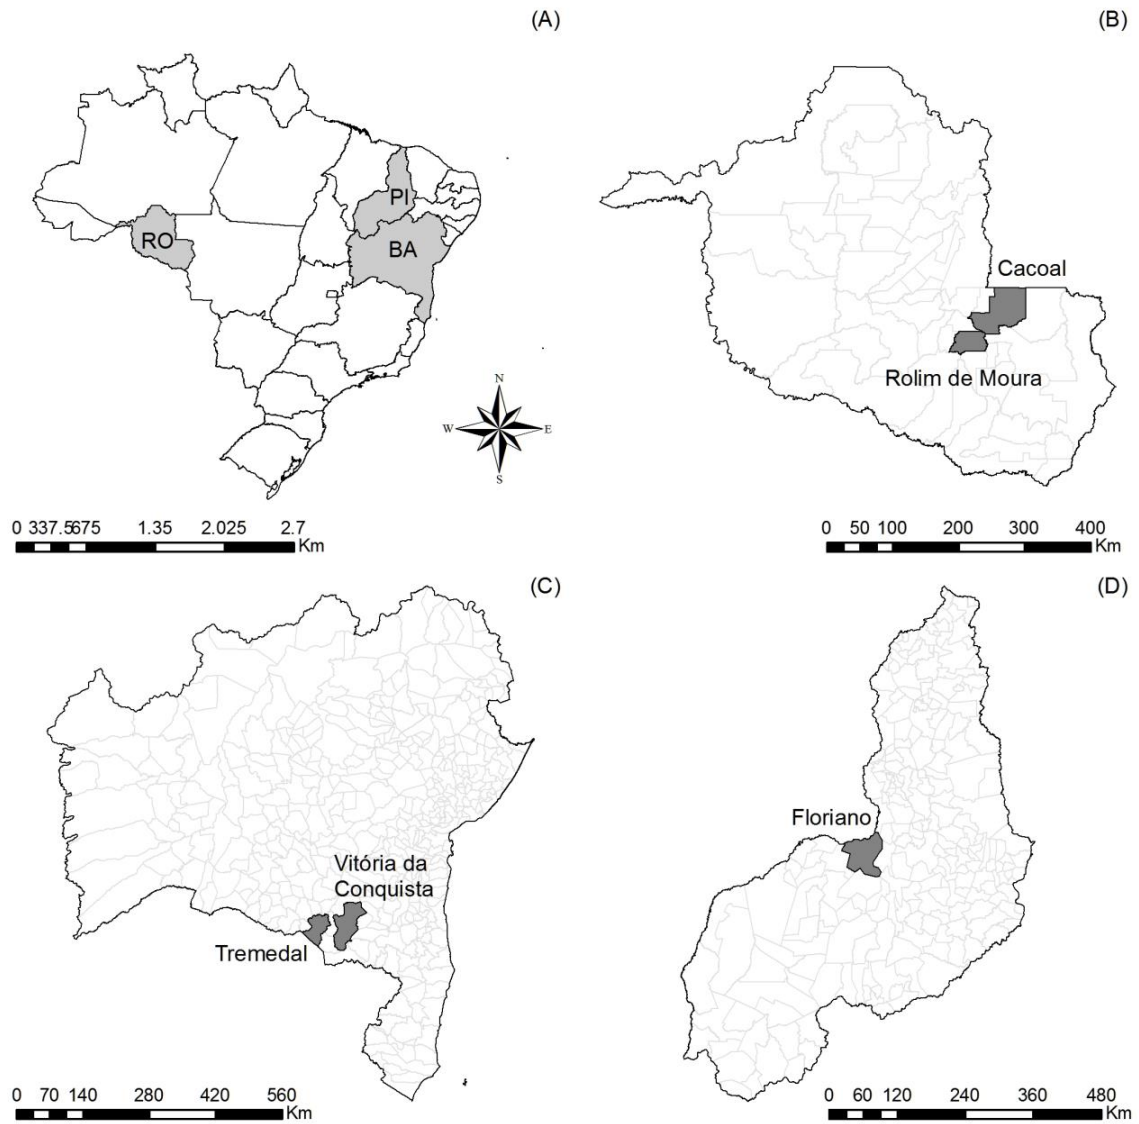 (A)
PI
RO
BA
N
W
E
S
0 337.5675 1.35 2.025 2.7
Km
(B)
Cacoal
Rolim de Moura
0 50 100 200 300 400
Km
(C)
Vitória da
Conquista
Tremedal
0 70 140 280 420 560
Km
(D)
Floriano
0 60 120 240 360 480
Km